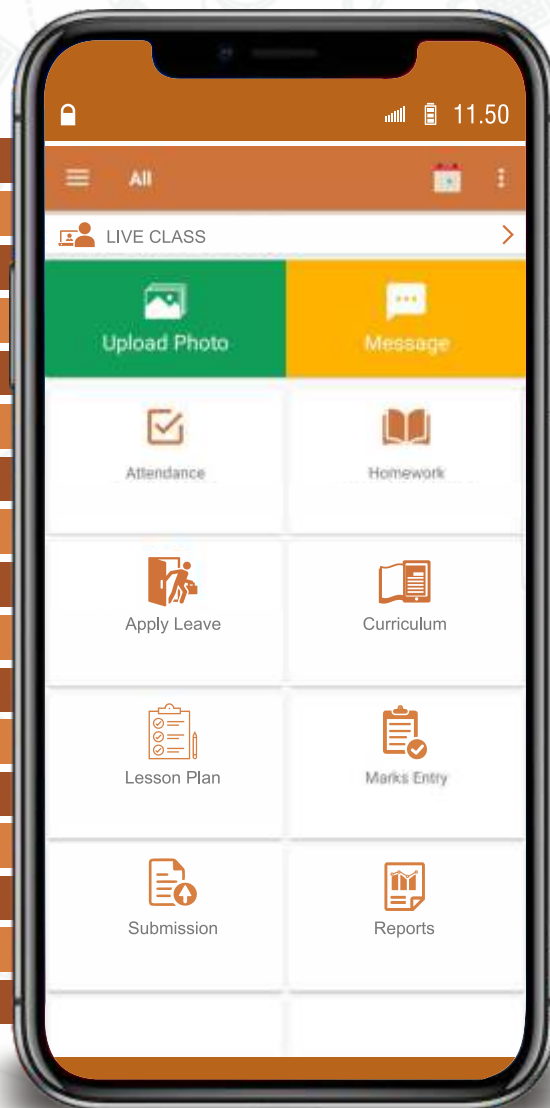 11.50
All
LIVE CLASS
Upload Photo
Message
Attendance
Homework
Apply Leave
Curriculum
Lesson Plan
Marks Entry
Submission
Reports